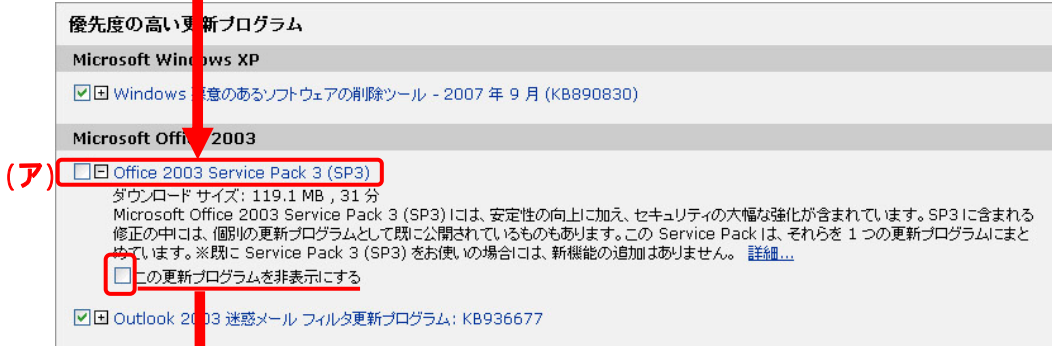 優先度の高い更新プログラム
Microsoft Windows XP
Windows 悪意のあるソフトウェアの削除ツール - 2007 年 9 月 (KB890830)
Microsoft Office 2003
(ア)
Office 2003 Service Pack 3 (SP3)
ダウンロード サイズ: 119.1 MB , 31 分
Microsoft Office 2003 Service Pack 3 (SP3) には、安定性の向上に加え、セキュリティの大幅な強化が含まれています。SP3 に含まれる
修正の中には、個別の更新プログラムとして既に公開されているものもあります。この Service Pack は、それらを 1 つの更新プログラムにまと
めています。※既に Service Pack 3 (SP3) をお使いの場合には、新機能の追加はありません。 詳細...
この更新プログラムを非表示にする
Outlook 2003 迷惑メール フィルタ更新プログラム: KB936677